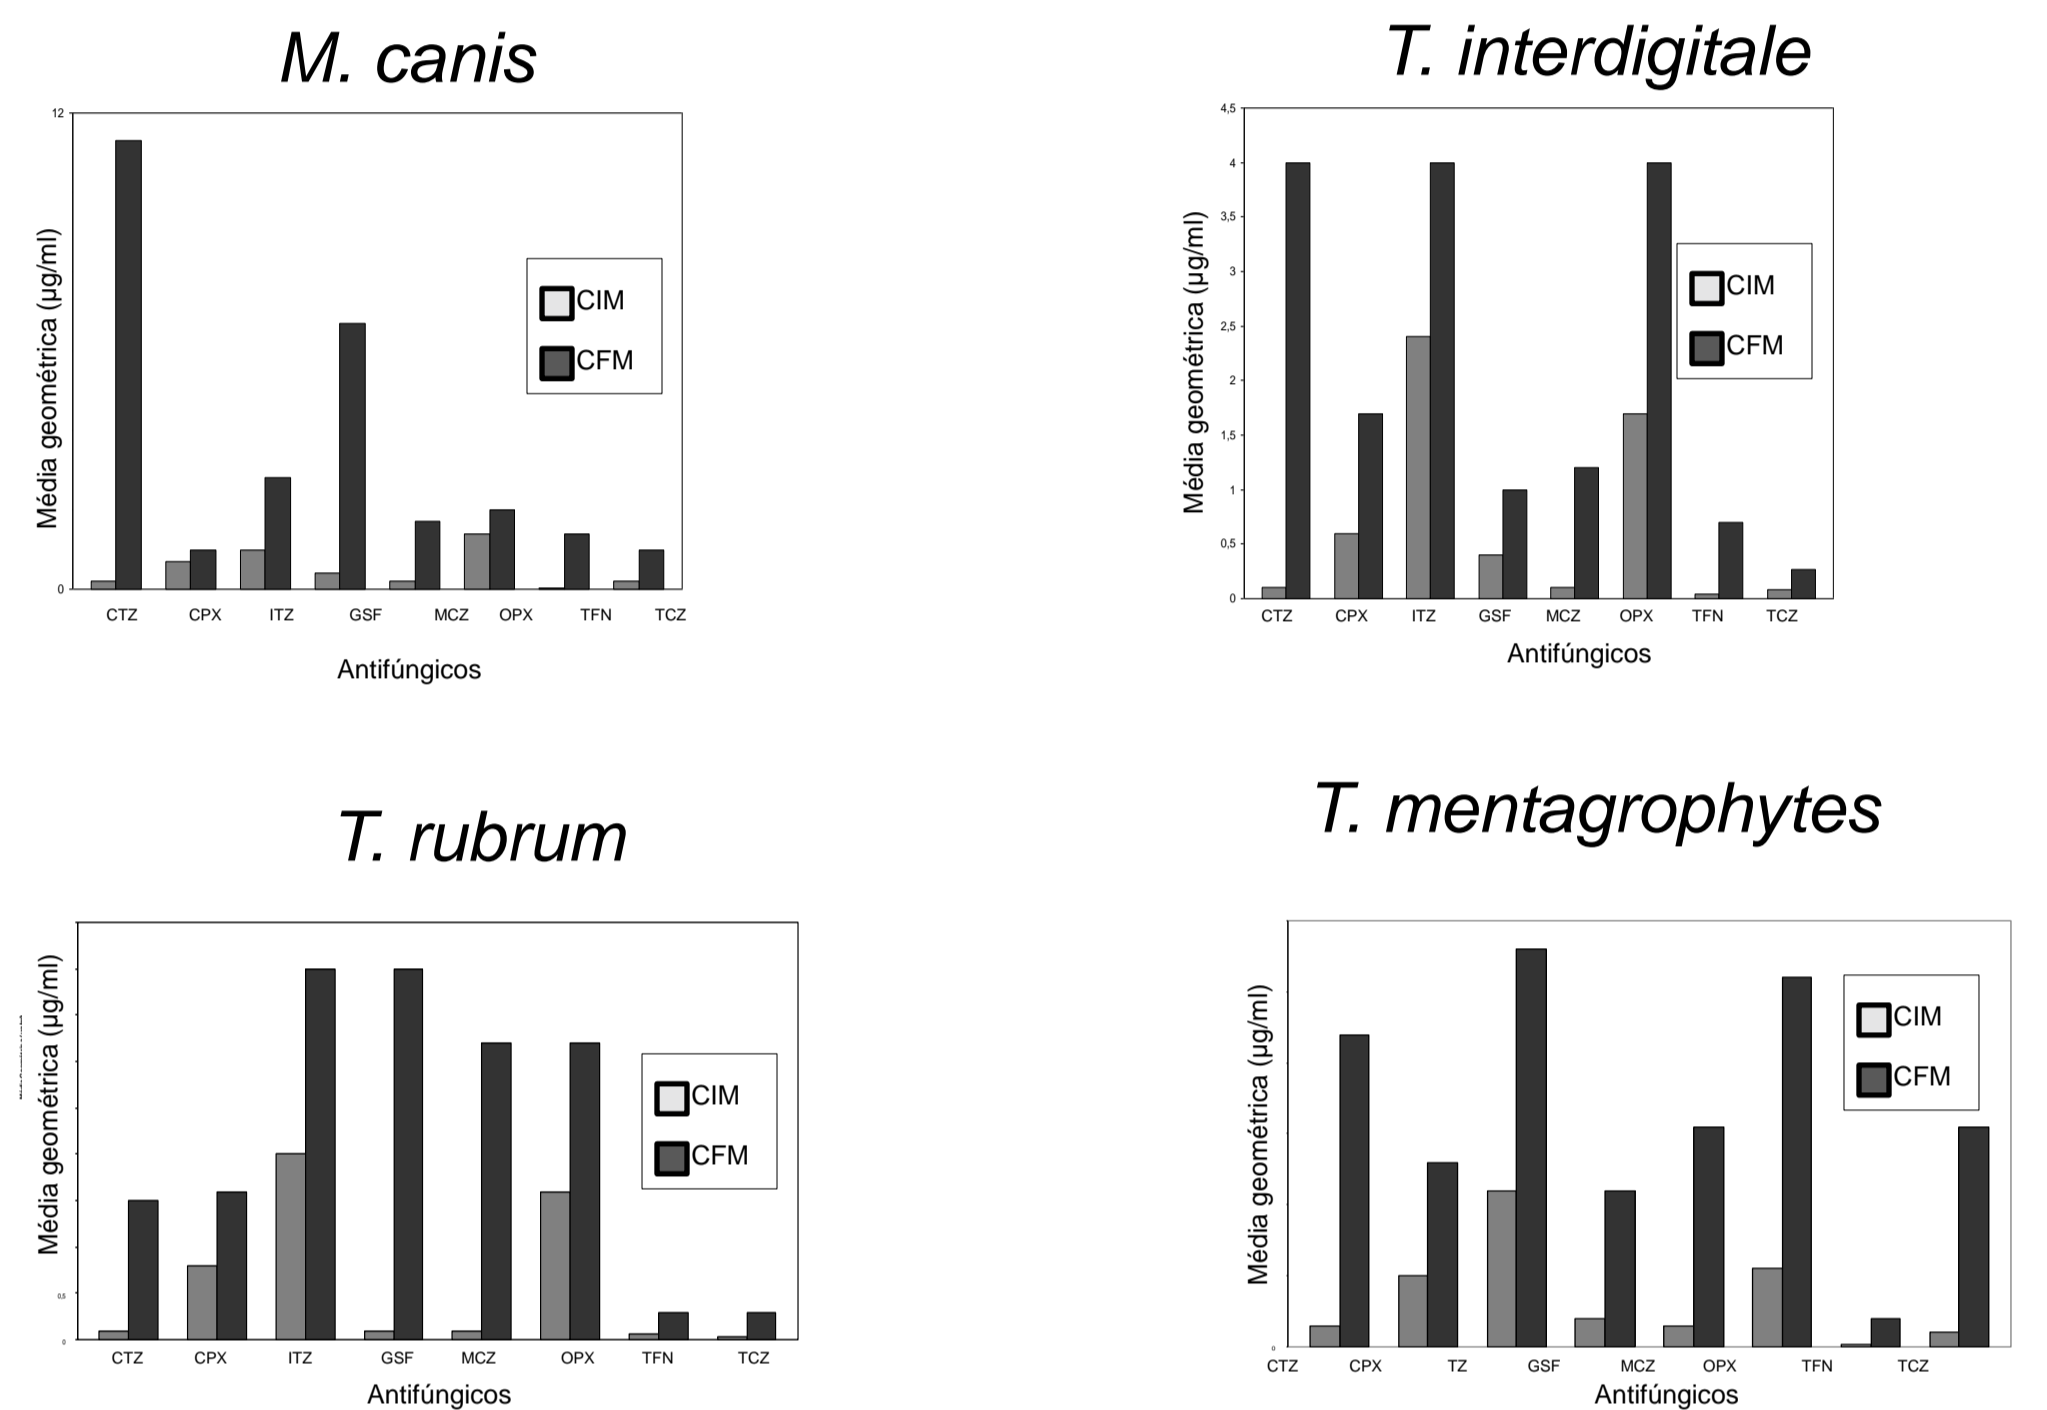 M. canis
12
0
Média geométrica (µg/ml)
CIM
CFM
CTZ CPX ITZ GSF MCZ OPX TFN TCZ
Antifúngicos
T. interdigitale
4,5
4
3,5
3
2,5
2
1,5
1
0,5
0
Média geométrica (µg/ml)
CIM
CFM
CTZ CPX ITZ GSF MCZ OPX TFN TCZ
Antifúngicos
T. rubrum
Média geométrica (µg/ml)
0,5
0
CIM
CFM
CTZ CPX ITZ GSF MCZ OPX TFN TCZ
Antifúngicos
T. mentagrophytes
Média geométrica (µg/ml)
0
CIM
CFM
CTZ CPX TZ GSF MCZ OPX TFN TCZ
Antifúngicos